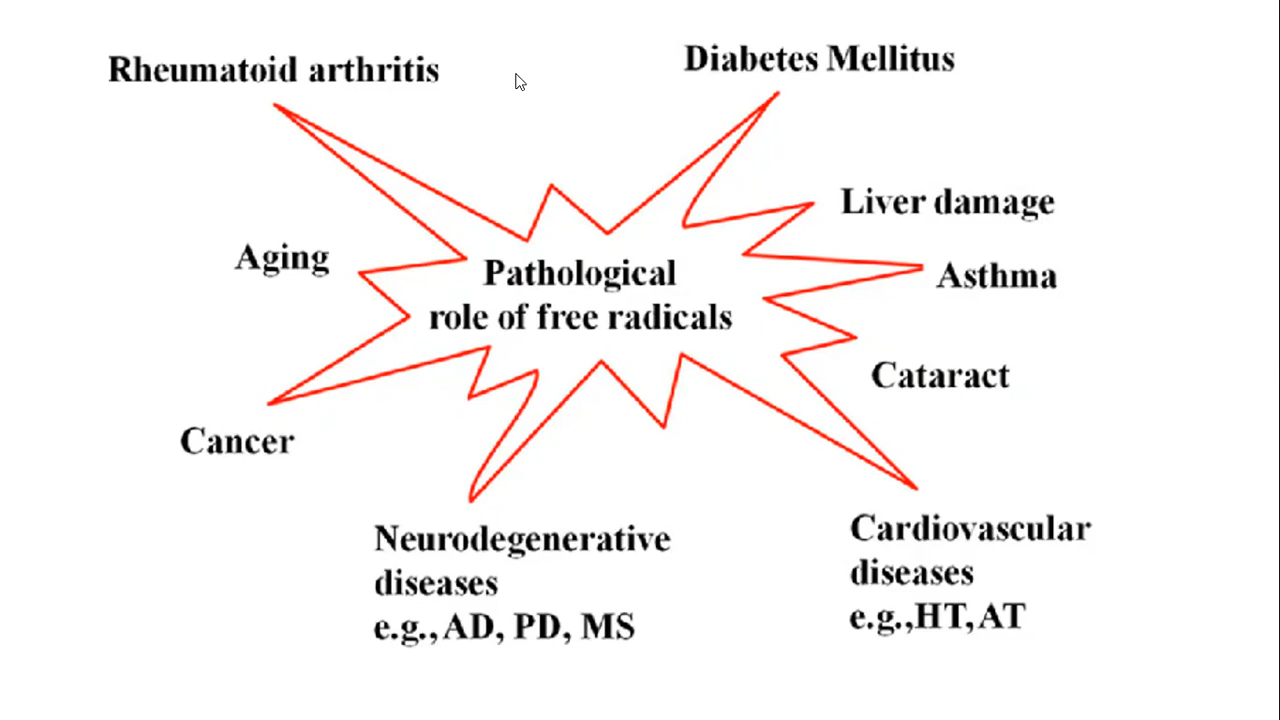 Rheumatoid arthritis
Diabetes Mellitus
Liver damage
Aging
Pathological
role of free radicals
Asthma
Cataract
Cancer
Neurodegenerative
diseases
e.g., AD, PD, MS
Cardiovascular
diseases
e.g.,HT, AT